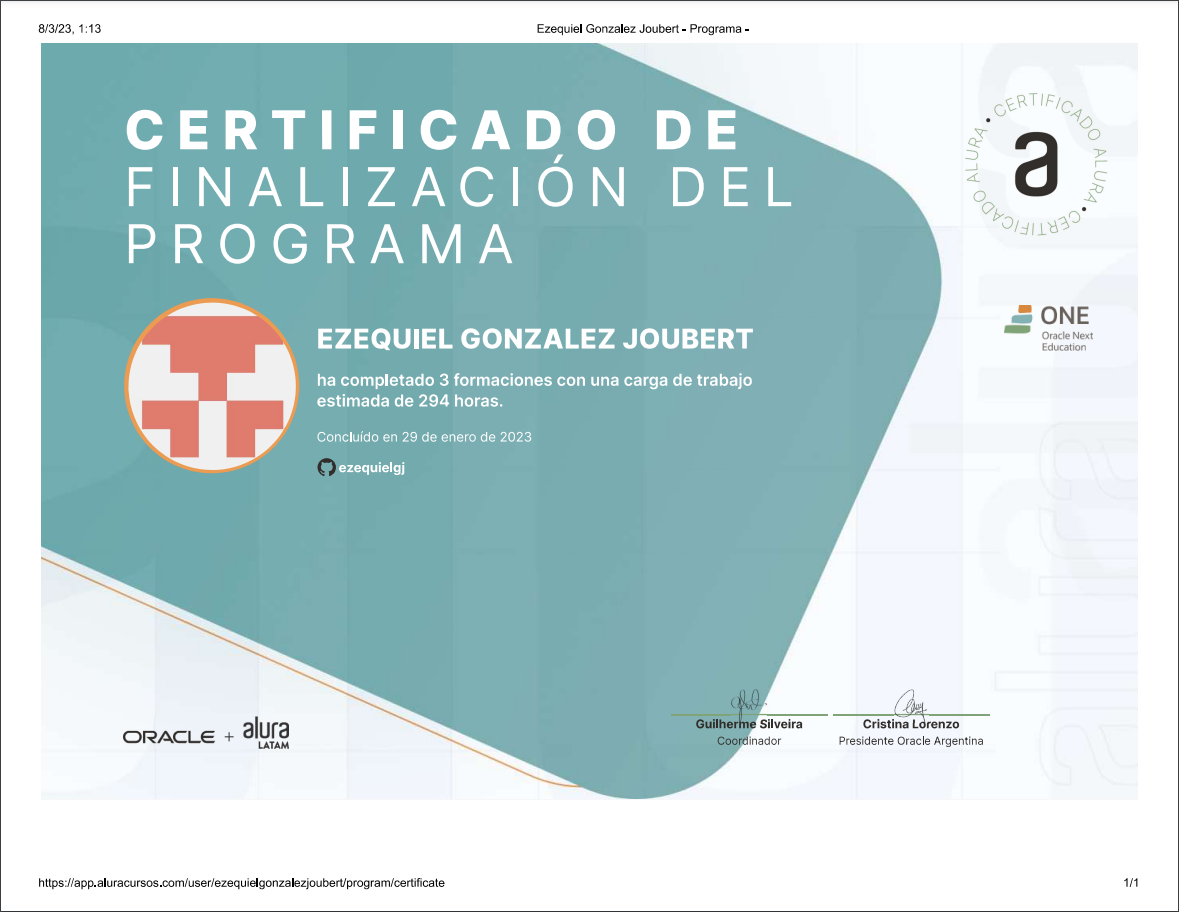 8/3/23, 1:13
Ezequiel Gonzalez Joubert - Programa -
CERTIFICADO DE
FINALIZACIÓN DEL
PROGRAMA
CERTIFICADO ALURA • CERTIFICADO ALURA •
a
ONE
Oracle Next
Education
EZEQUIEL GONZALEZ JOUBERT
ha completado 3 formaciones con una carga de trabajo
estimada de 294 horas.
Concluído en 29 de enero de 2023
ezequielgj
ORACLE + alura
LATAM
Guilherme Silveira
Coordinador
Cristina Lorenzo
Presidente Oracle Argentina
alura
alura
https://app.aluracursos.com/user/ezequielgonzalezjoubert/program/certificate
1/1